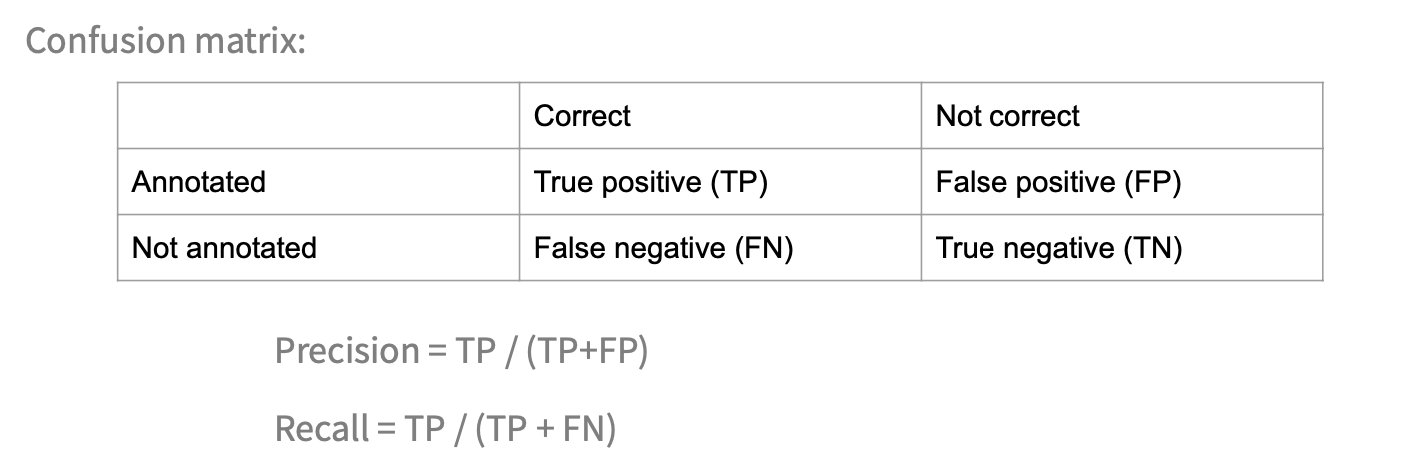 Confusion matrix:
Correct Not correct
Annotated True positive (TP) False positive (FP)
Not annotated False negative (FN) True negative (TN)
Precision = TP / (TP+FP)
Recall = TP / (TP + FN)